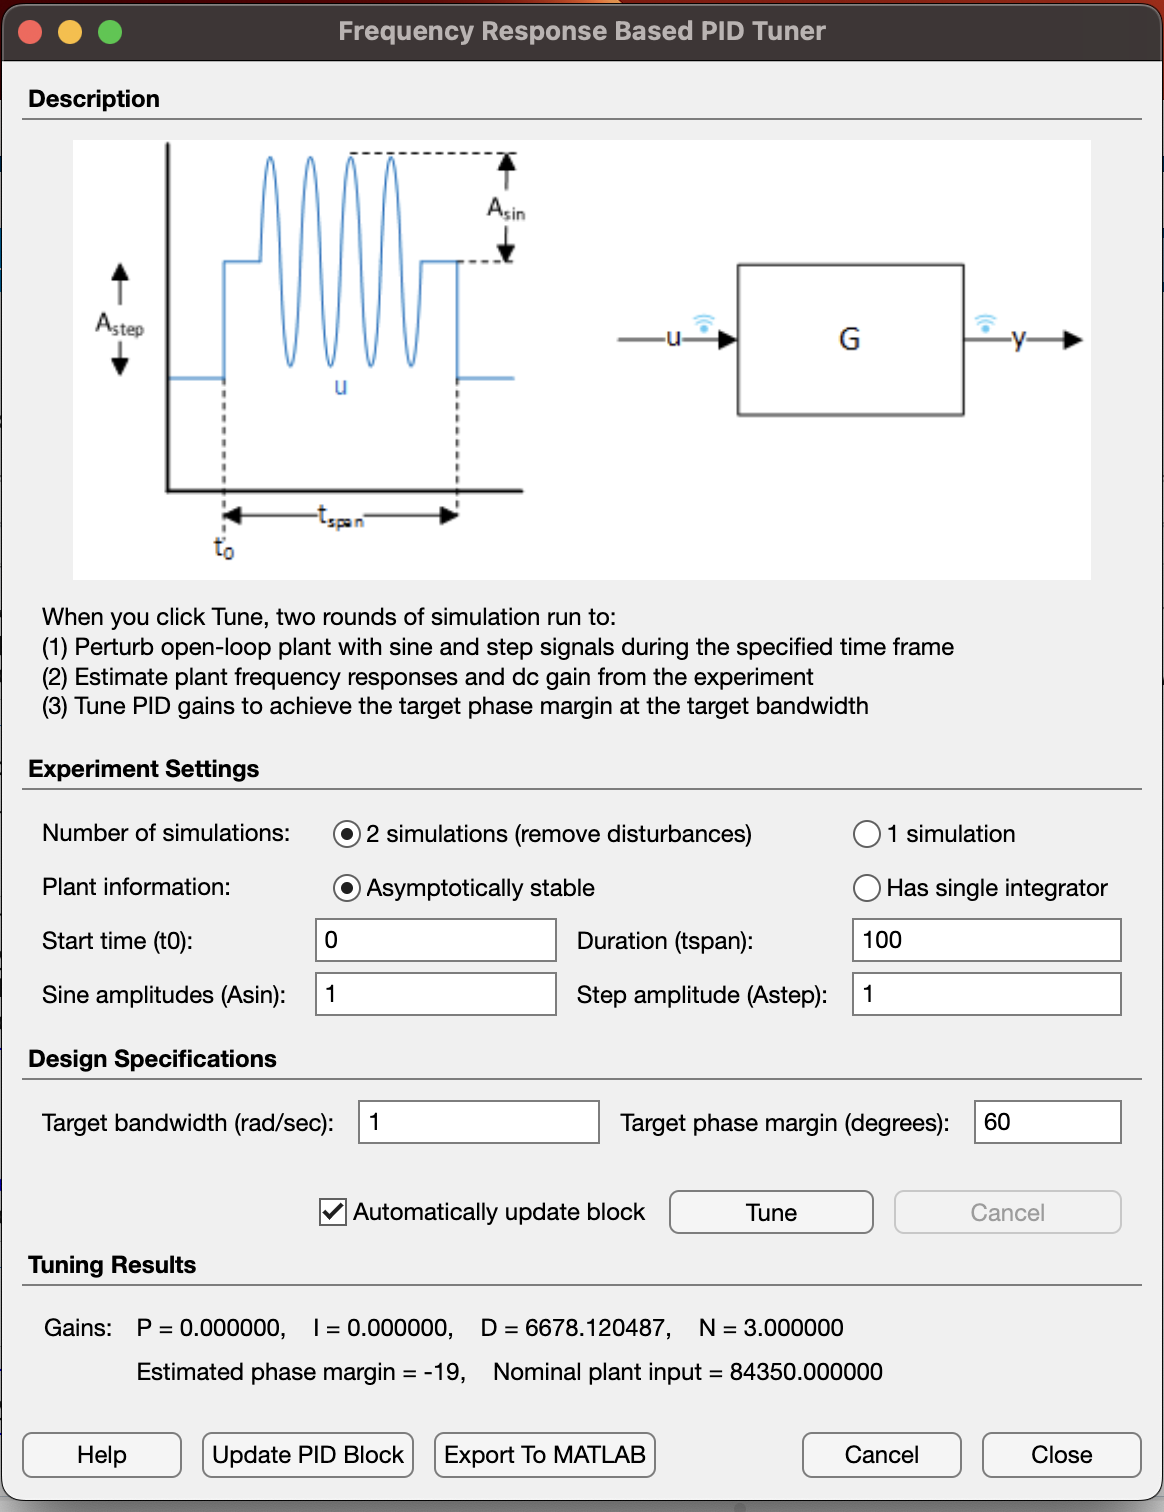 Frequency Response Based PID Tuner
Description
Asin
Astep
u
tspan
t0
u
G
y
When you click Tune, two rounds of simulation run to:
(1) Perturb open-loop plant with sine and step signals during the specified time frame
(2) Estimate plant frequency responses and dc gain from the experiment
(3) Tune PID gains to achieve the target phase margin at the target bandwidth
Experiment Settings
Number of simulations: 2 simulations (remove disturbances) 1 simulation
Plant information: Asymptotically stable Has single integrator
Start time (t0): 0 Duration (tspan): 100
Sine amplitudes (Asin): 1 Step amplitude (Astep): 1
Design Specifications
Target bandwidth (rad/sec): 1 Target phase margin (degrees): 60
Automatically update block Tune Cancel
Tuning Results
Gains: P = 0.000000, I = 0.000000, D = 6678.120487, N = 3.000000
Estimated phase margin = -19, Nominal plant input = 84350.000000
Help Update PID Block Export To MATLAB Cancel Close